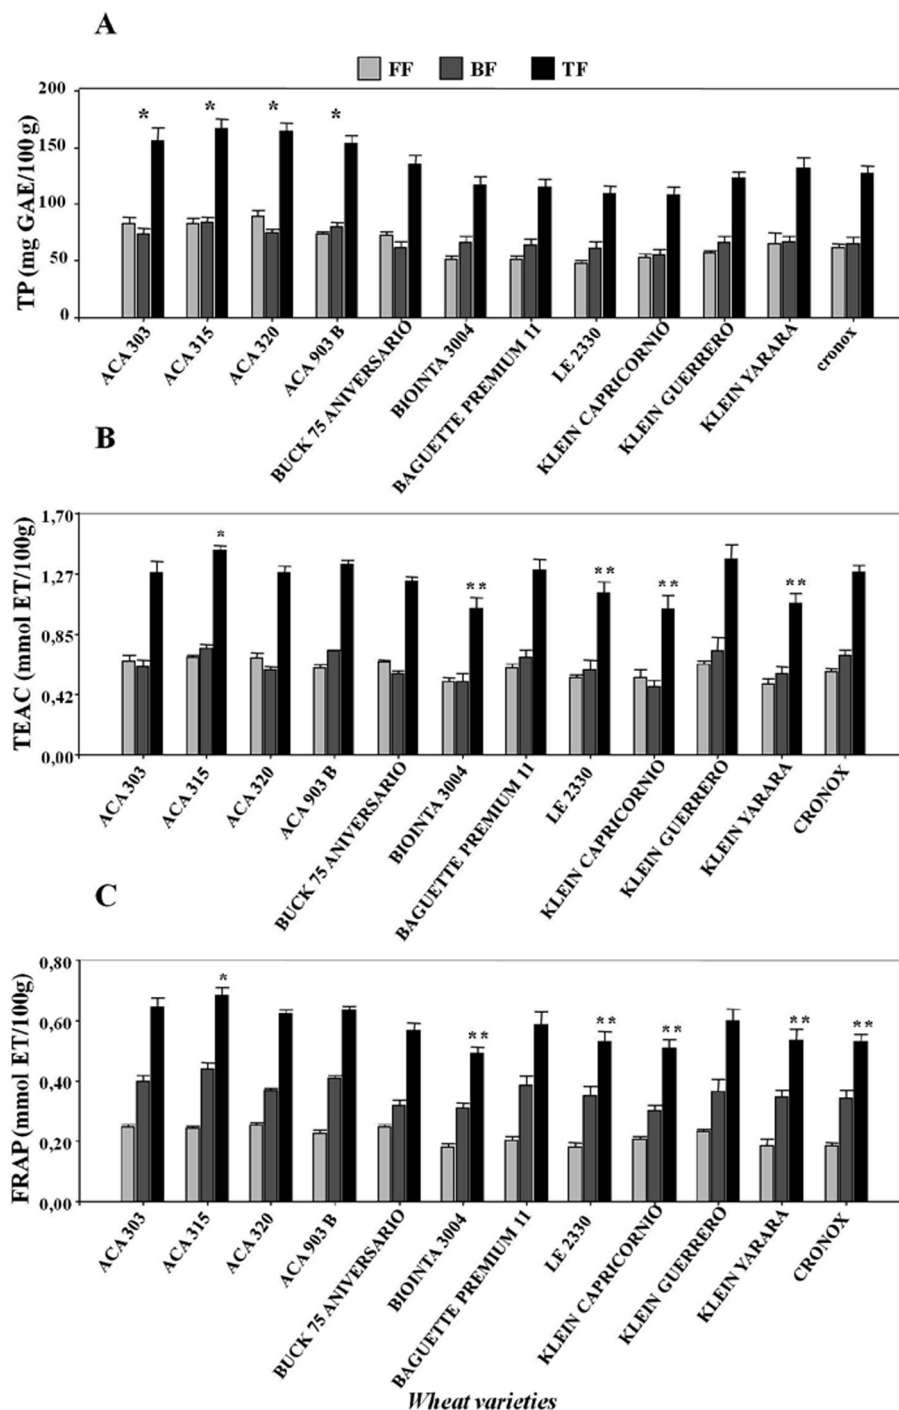 A
FF BF TF
TP (mg GAE/100 g)
200
150
100
50
0
* * * *
ACA 303
ACA 315
ACA 320
ACA 903 B
BUCK 75 ANIVERSARIO
BIOINTA 3004
BAGUETTE PREMIUM 11
LE 2330
KLEIN CAPRICORNIO
KLEIN GUERRERO
KLEIN YARARA
cronox
B
TEAC (mmol ET/100g)
1,70
1,27
0,85
0,42
0,00
* ** ** ** **
ACA 303
ACA 315
ACA 320
ACA 903 B
BUCK 75 ANIVERSARIO
BIOINTA 3004
BAGUETTE PREMIUM 11
LE 2330
KLEIN CAPRICORNIO
KLEIN GUERRERO
KLEIN YARARA
CRONOX
C
FRAP (mmol ET/100g)
0,80
0,60
0,40
0,20
0,00
* ** ** ** ** **
ACA 303
ACA 315
ACA 320
ACA 903 B
BUCK 75 ANIVERSARIO
BIOINTA 3004
BAGUETTE PREMIUM 11
LE 2330
KLEIN CAPRICORNIO
KLEIN GUERRERO
KLEIN YARARA
CRONOX
Wheat varieties